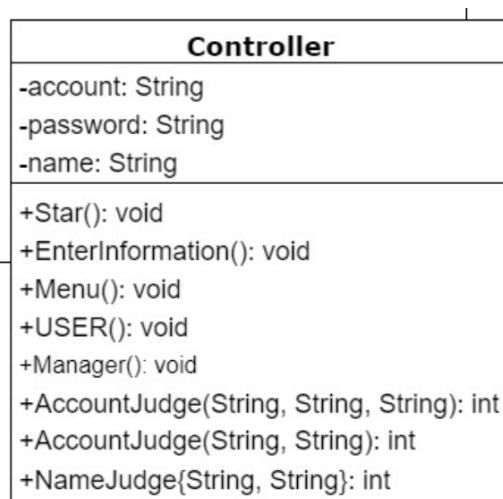 Controller
-account: String
-password: String
-name: String
+Star(): void
+EnterInformation(): void
+Menu(): void
+USER(): void
+Manager(): void
+AccountJudge(String, String, String): int
+AccountJudge(String, String): int
+NameJudge{String, String}: int